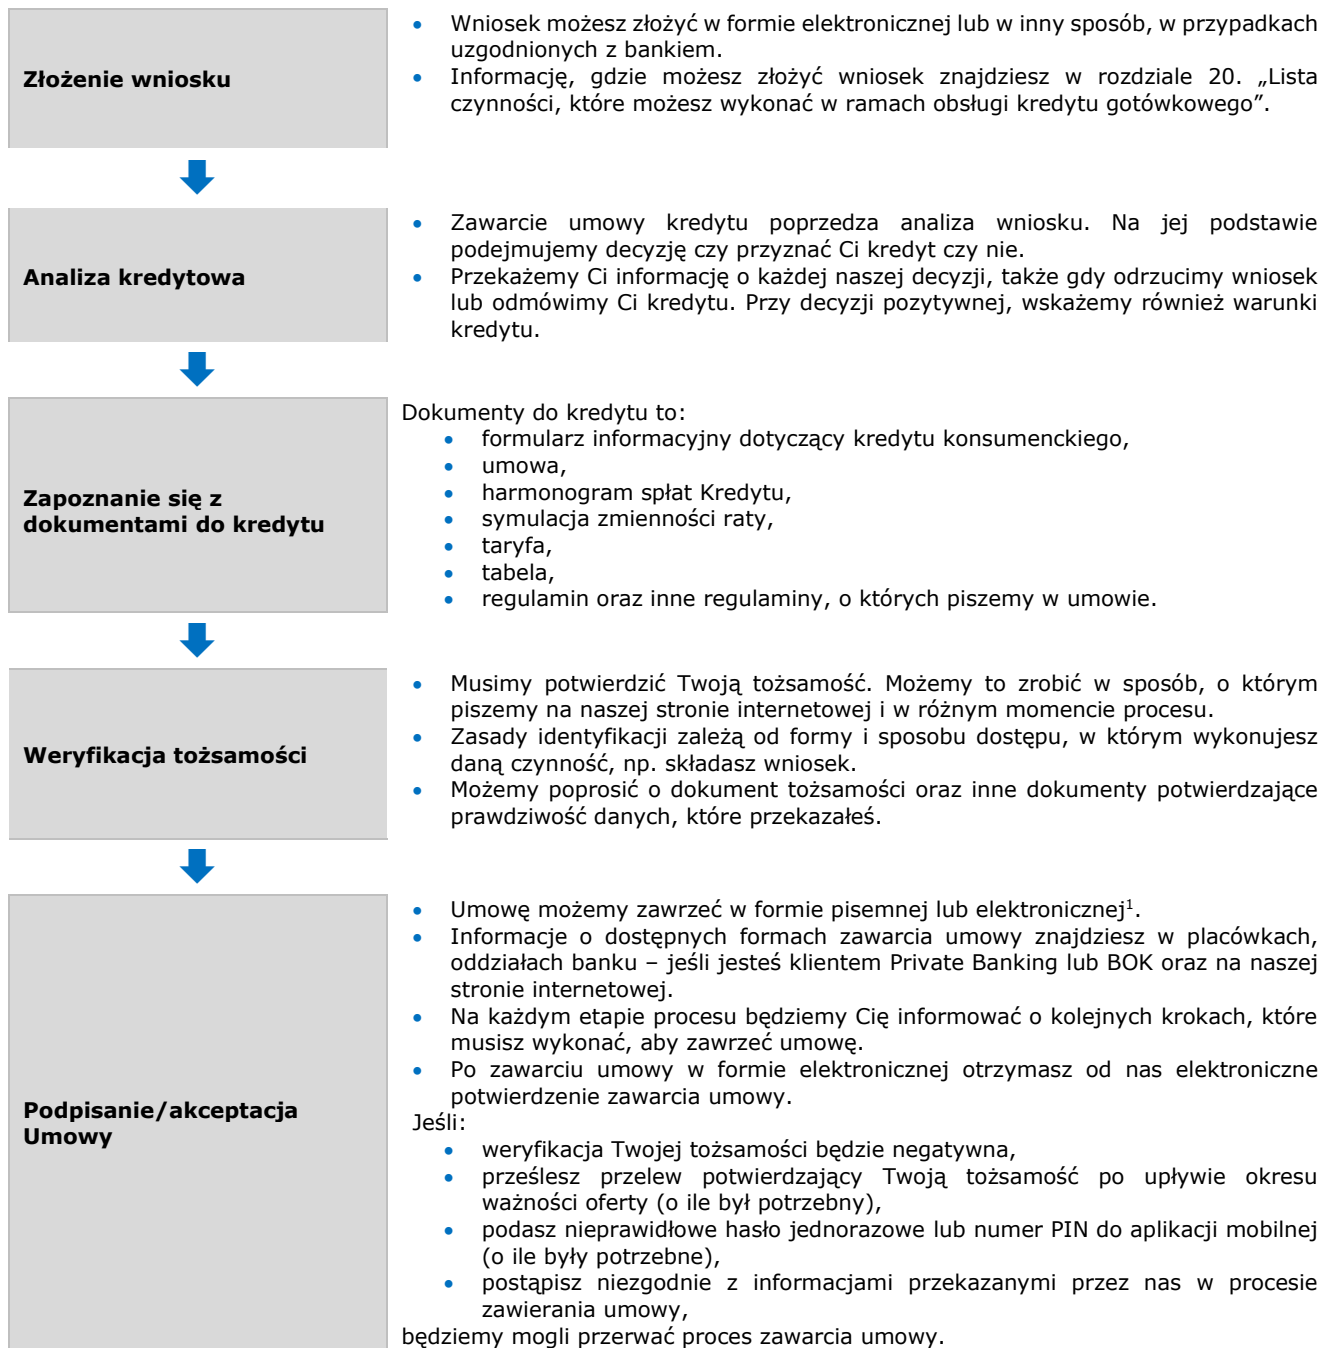 Złożenie wniosku
• Wniosek możesz złożyć w formie elektronicznej lub w inny sposób, w przypadkach
uzgodnionych z bankiem.
• Informację, gdzie możesz złożyć wniosek znajdziesz w rozdziale 20. „Lista
czynności, które możesz wykonać w ramach obsługi kredytu gotówkowego”.
Analiza kredytowa
• Zawarcie umowy kredytu poprzedza analiza wniosku. Na jej podstawie
podejmujemy decyzję czy przyznać Ci kredyt czy nie.
• Przekażemy Ci informację o każdej naszej decyzji, także gdy odrzucimy wniosek
lub odmówimy Ci kredytu. Przy decyzji pozytywnej, wskażemy również warunki
kredytu.
Zapoznanie się z
dokumentami do kredytu
Dokumenty do kredytu to:
• formularz informacyjny dotyczący kredytu konsumenckiego,
• umowa,
• harmonogram spłat Kredytu,
• symulacja zmienności raty,
• taryfa,
• tabela,
• regulamin oraz inne regulaminy, o których piszemy w umowie.
Weryfikacja tożsamości
• Musimy potwierdzić Twoją tożsamość. Możemy to zrobić w sposób, o którym
piszemy na naszej stronie internetowej i w różnym momencie procesu.
• Zasady identyfikacji zależą od formy i sposobu dostępu, w którym wykonujesz
daną czynność, np. składasz wniosek.
• Możemy poprosić o dokument tożsamości oraz inne dokumenty potwierdzające
prawdziwość danych, które przekazałeś.
Podpisanie/akceptacja
Umowy
• Umowę możemy zawrzeć w formie pisemnej lub elektronicznej¹.
• Informacje o dostępnych formach zawarcia umowy znajdziesz w placówkach,
oddziałach banku – jeśli jesteś klientem Private Banking lub BOK oraz na naszej
stronie internetowej.
• Na każdym etapie procesu będziemy Cię informować o kolejnych krokach, które
musisz wykonać, aby zawrzeć umowę.
• Po zawarciu umowy w formie elektronicznej otrzymasz od nas elektroniczne
potwierdzenie zawarcia umowy.
Jeśli:
• weryfikacja Twojej tożsamości będzie negatywna,
• prześlesz przelew potwierdzający Twoją tożsamość po upływie okresu
ważności oferty (o ile był potrzebny),
• podasz nieprawidłowe hasło jednorazowe lub numer PIN do aplikacji mobilnej
(o ile były potrzebne),
• postąpisz niezgodnie z informacjami przekazanymi przez nas w procesie
zawierania umowy,
będziemy mogli przerwać proces zawarcia umowy.